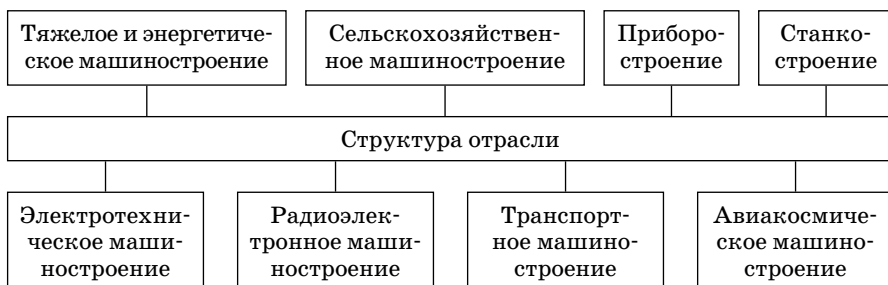 Тяжелое и энергетиче-
ское машиностроение
Сельскохозяйствен-
ное машиностроение
Приборо-
строение
Станко-
строение
Структура отрасли
Электротехни-
ческое маши-
ностроение
Радиоэлек-
тронное маши-
ностроение
Транспорт-
ное машино-
строение
Авиакосмиче-
ское машино-
строение